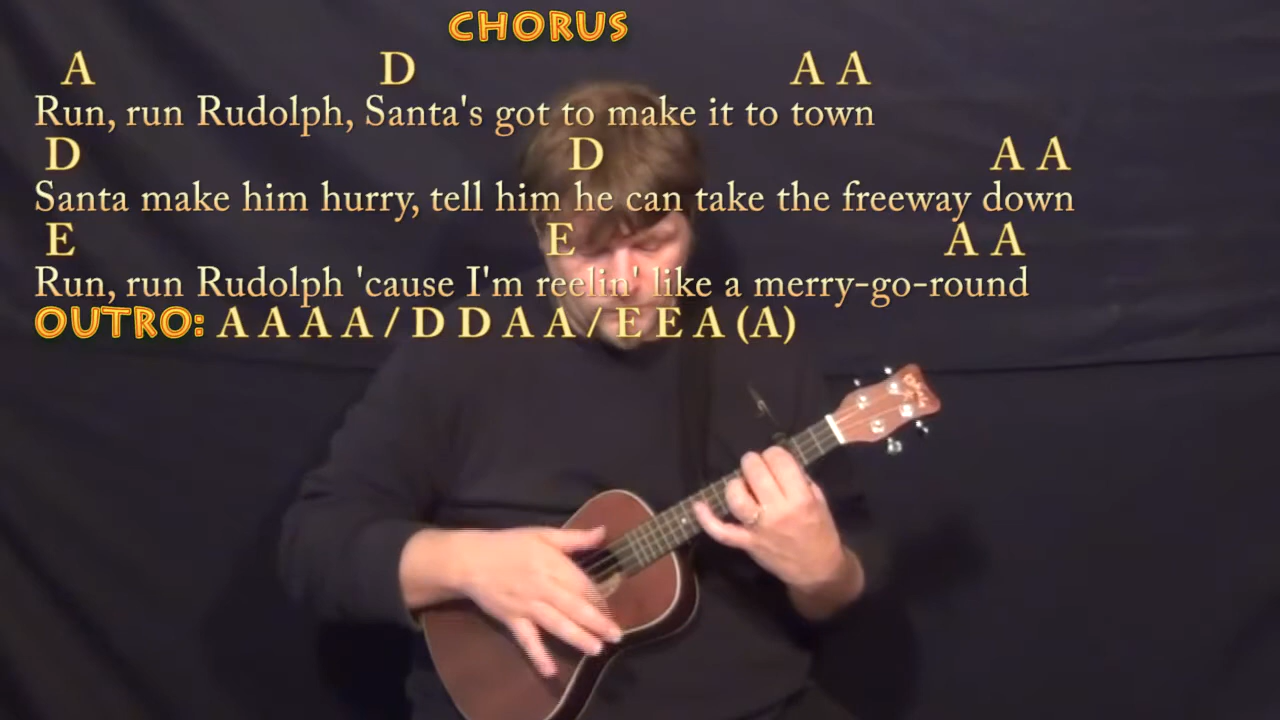 CHORUS
A D A A
Run, run Rudolph, Santa's got to make it to town
D D A A
Santa make him hurry, tell him he can take the freeway down
E E A A
Run, run Rudolph 'cause I'm reelin' like a merry-go-round
OUTRO: A A A A / D D A A / E E A (A)